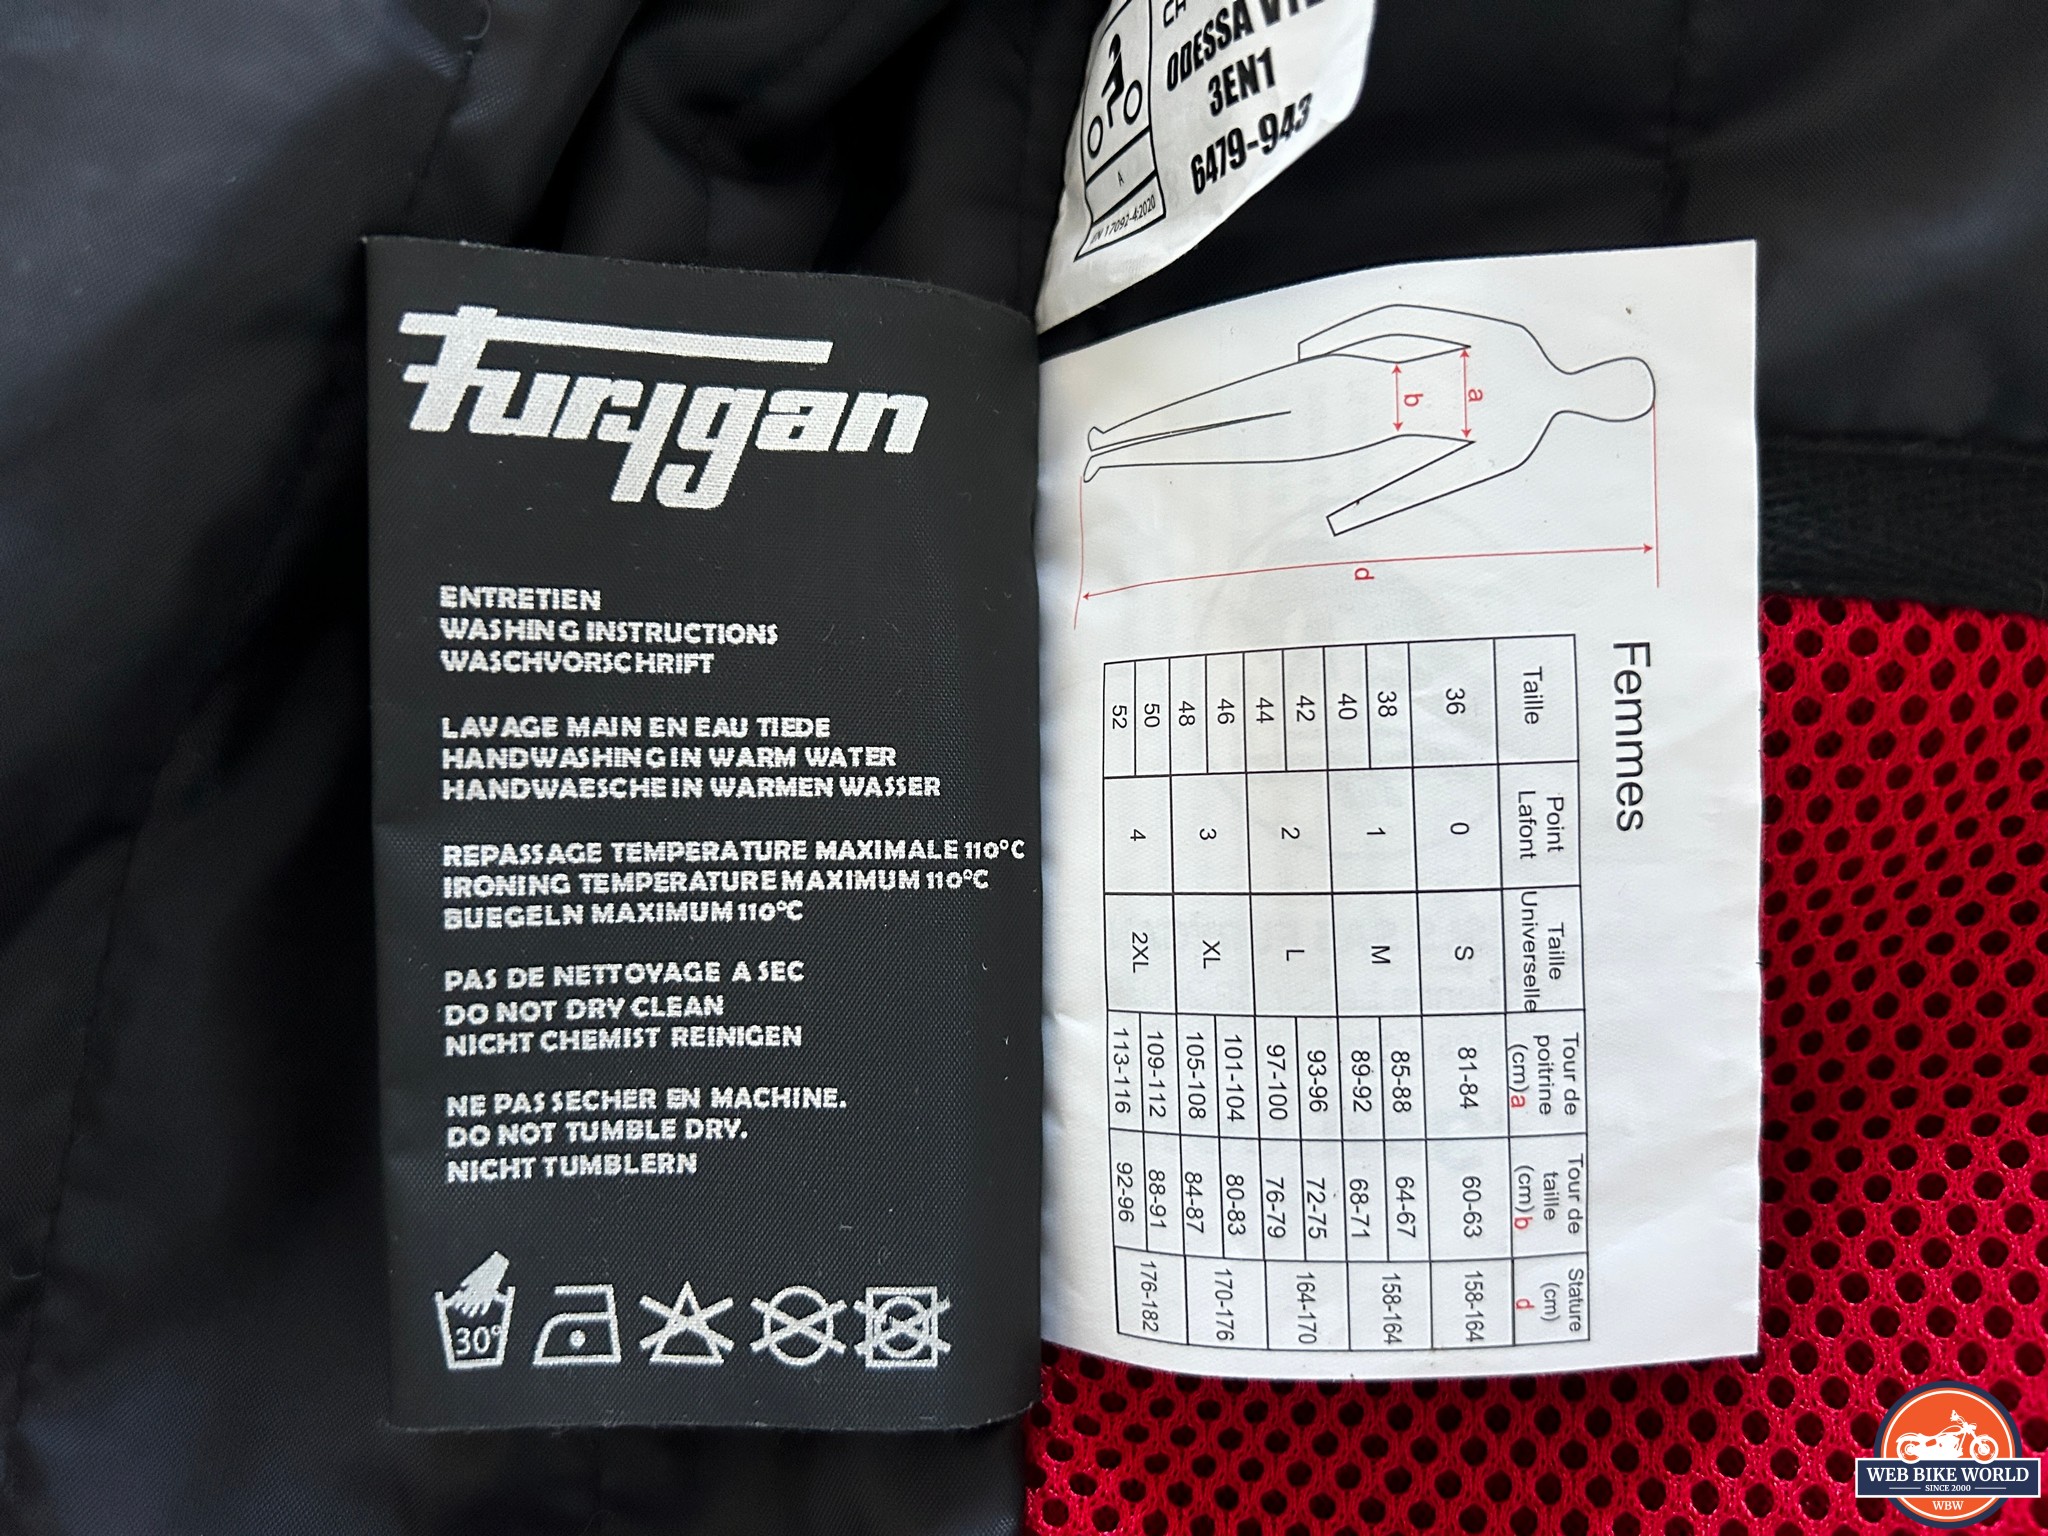 ODESSA
3EN1
6479-943
A
EN 17092-4:2020
Furygan
ENTRETIEN
WASHING INSTRUCTIONS
WASCHVORSCHRIFT
LAVAGE MAIN EN EAU TIEDE
HANDWASHING IN WARM WATER
HANDWAESCHE IN WARMEN WASSER
REPASSAGE TEMPERATURE MAXIMALE 110°C
IRONING TEMPERATURE MAXIMUM 110°C
BUEGELN MAXIMUM 110°C
PAS DE NETTOYAGE A SEC
DO NOT DRY CLEAN
NICHT CHEMIST REINIGEN
NE PAS SECHER EN MACHINE.
DO NOT TUMBLE DRY.
NICHT TUMBLERN
30°
a
b
d
Femmes
Taille Point Lafont Taille Universelle Tour de poitrine (cm) a Tour de taille (cm) b Stature (cm) d
36 0 S 81-84 60-63 158-164
38 1 M 85-88 64-67 158-164
40 89-92 68-71
42 2 L 93-96 72-75 164-170
44 97-100 76-79
46 3 XL 101-104 80-83 170-176
48 105-108 84-87
50 4 2XL 109-112 88-91 176-182
52 113-116 92-96
WEB BIKE WORLD
SINCE 2000
WBW